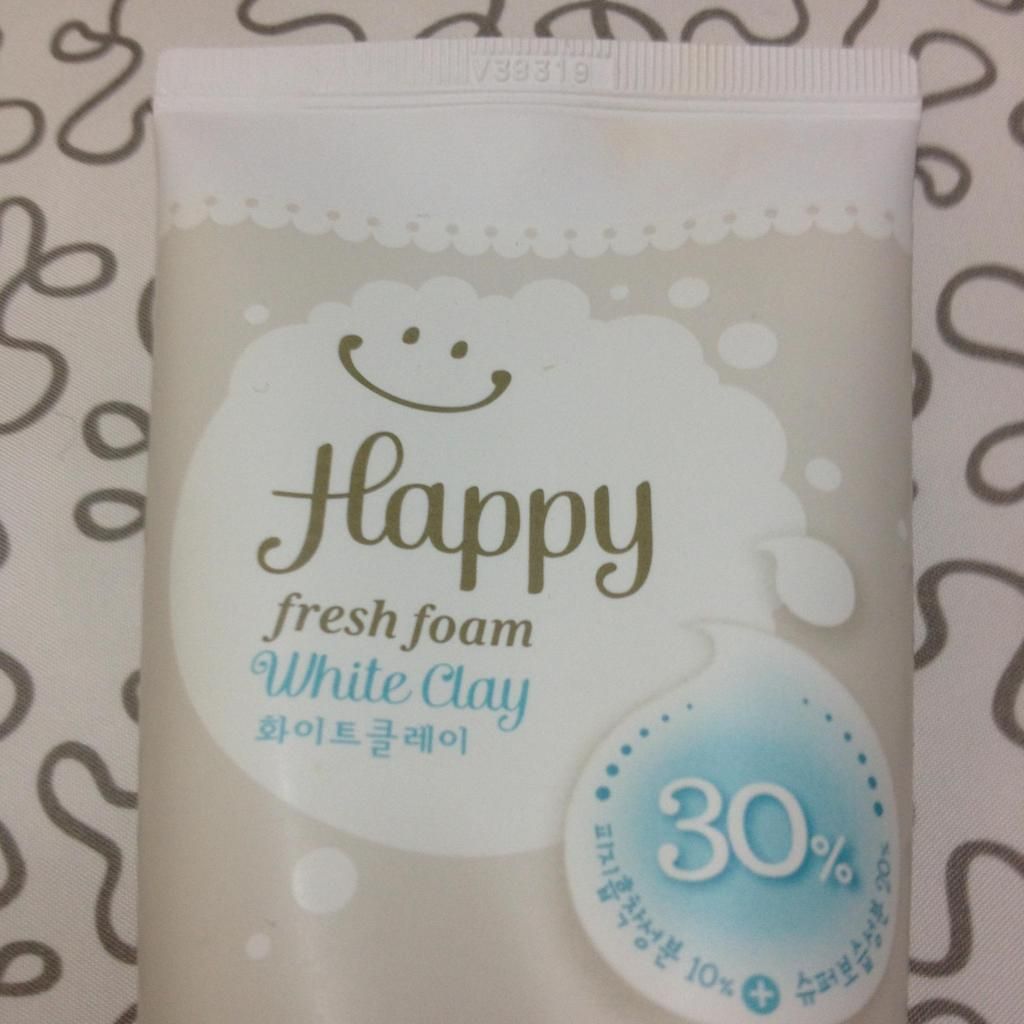 V39319
Happy
fresh foam
White Clay
화이트클레이
30%
피지흡착성분 10% + 슈퍼보습성분 20%